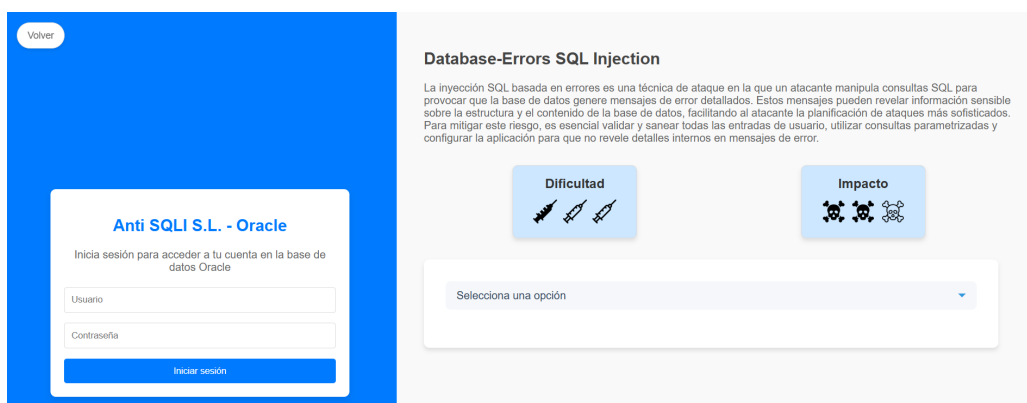 Volver
Anti SQLI S.L. - Oracle
Inicia sesión para acceder a tu cuenta en la base de
datos Oracle
Usuario
Contraseña
Iniciar sesión
Database-Errors SQL Injection
La inyección SQL basada en errores es una técnica de ataque en la que un atacante manipula consultas SQL para
provocar que la base de datos genere mensajes de error detallados. Estos mensajes pueden revelar información sensible
sobre la estructura y el contenido de la base de datos, facilitando al atacante la planificación de ataques más sofisticados.
Para mitigar este riesgo, es esencial validar y sanear todas las entradas de usuario, utilizar consultas parametrizadas y
configurar la aplicación para que no revele detalles internos en mensajes de error.
Dificultad
Impacto
Selecciona una opción